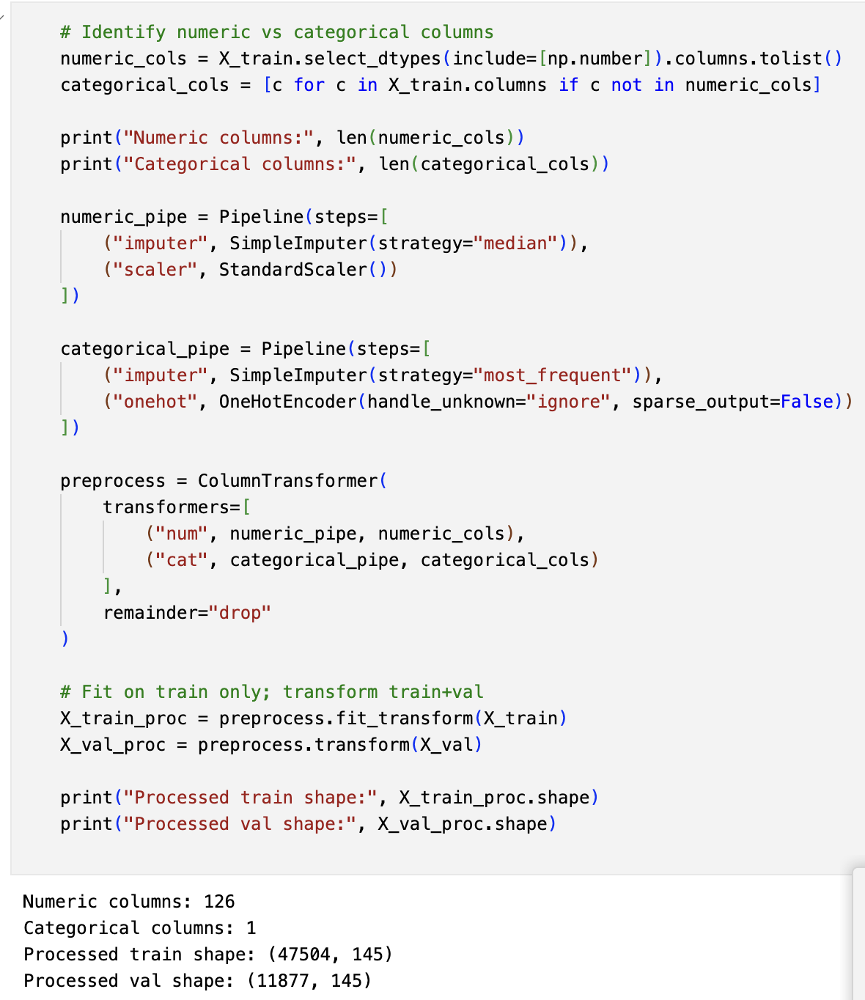 # Identify numeric vs categorical columns
numeric_cols = X_train.select_dtypes(include=[np.number]).columns.tolist()
categorical_cols = [c for c in X_train.columns if c not in numeric_cols]
print("Numeric columns:", len(numeric_cols))
print("Categorical columns:", len(categorical_cols))
numeric_pipe = Pipeline(steps=[
    ("imputer", SimpleImputer(strategy="median")),
    ("scaler", StandardScaler())
])
categorical_pipe = Pipeline(steps=[
    ("imputer", SimpleImputer(strategy="most_frequent")),
    ("onehot", OneHotEncoder(handle_unknown="ignore", sparse_output=False))
])
preprocess = ColumnTransformer(
    transformers=[
        ("num", numeric_pipe, numeric_cols),
        ("cat", categorical_pipe, categorical_cols)
    ],
    remainder="drop"
)
# Fit on train only; transform train+val
X_train_proc = preprocess.fit_transform(X_train)
X_val_proc = preprocess.transform(X_val)
print("Processed train shape:", X_train_proc.shape)
print("Processed val shape:", X_val_proc.shape)
Numeric columns: 126
Categorical columns: 1
Processed train shape: (47504, 145)
Processed val shape: (11877, 145)